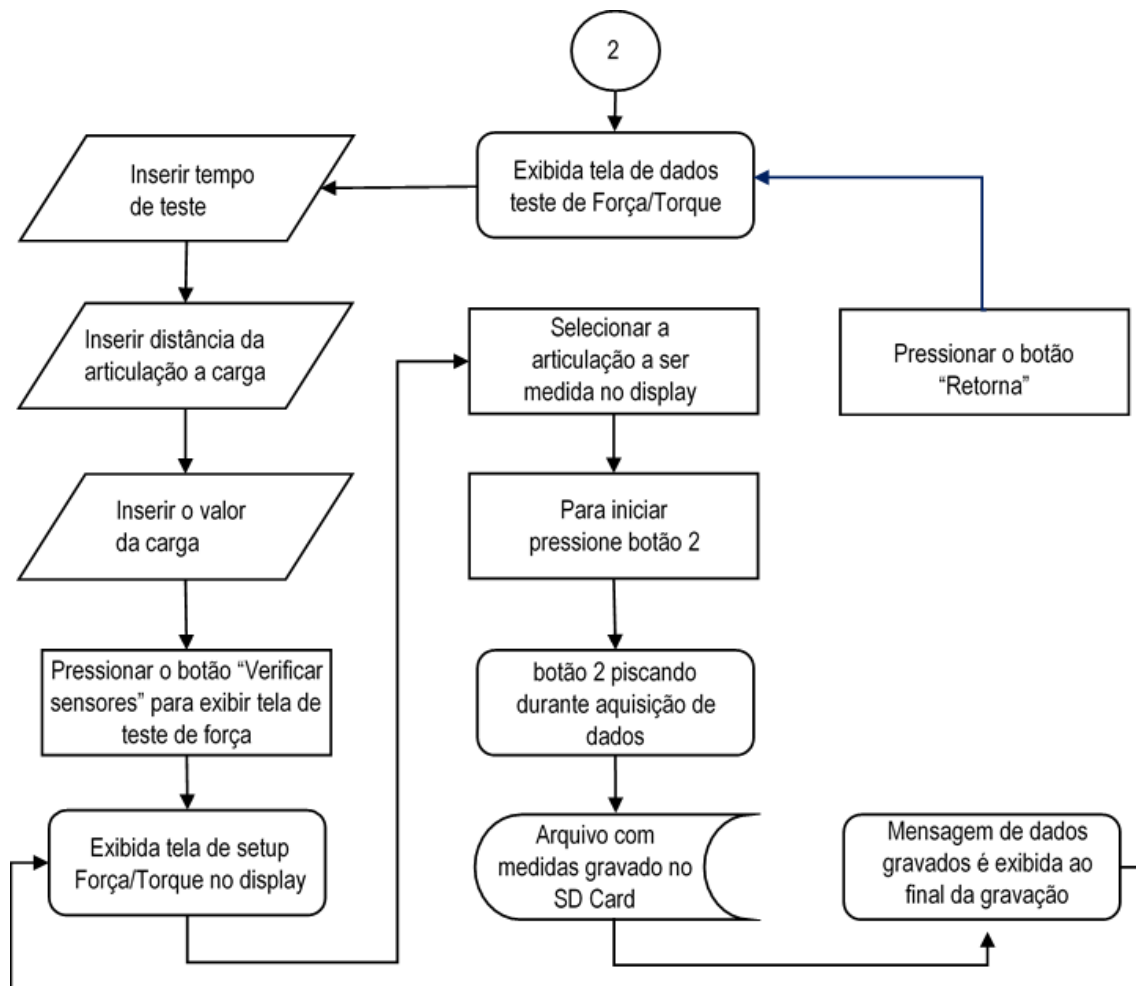 2
Exibida tela de dados
teste de Força/Torque
Inserir tempo
de teste
Inserir distância da
articulação a carga
Inserir o valor
da carga
Pressionar o botão “Verificar
sensores” para exibir tela de
teste de força
Exibida tela de setup
Força/Torque no display
Selecionar a
articulação a ser
medida no display
Para iniciar
pressione botão 2
botão 2 piscando
durante aquisição de
dados
Arquivo com
medidas gravado no
SD Card
Mensagem de dados
gravados é exibida ao
final da gravação
Pressionar o botão
“Retorna”